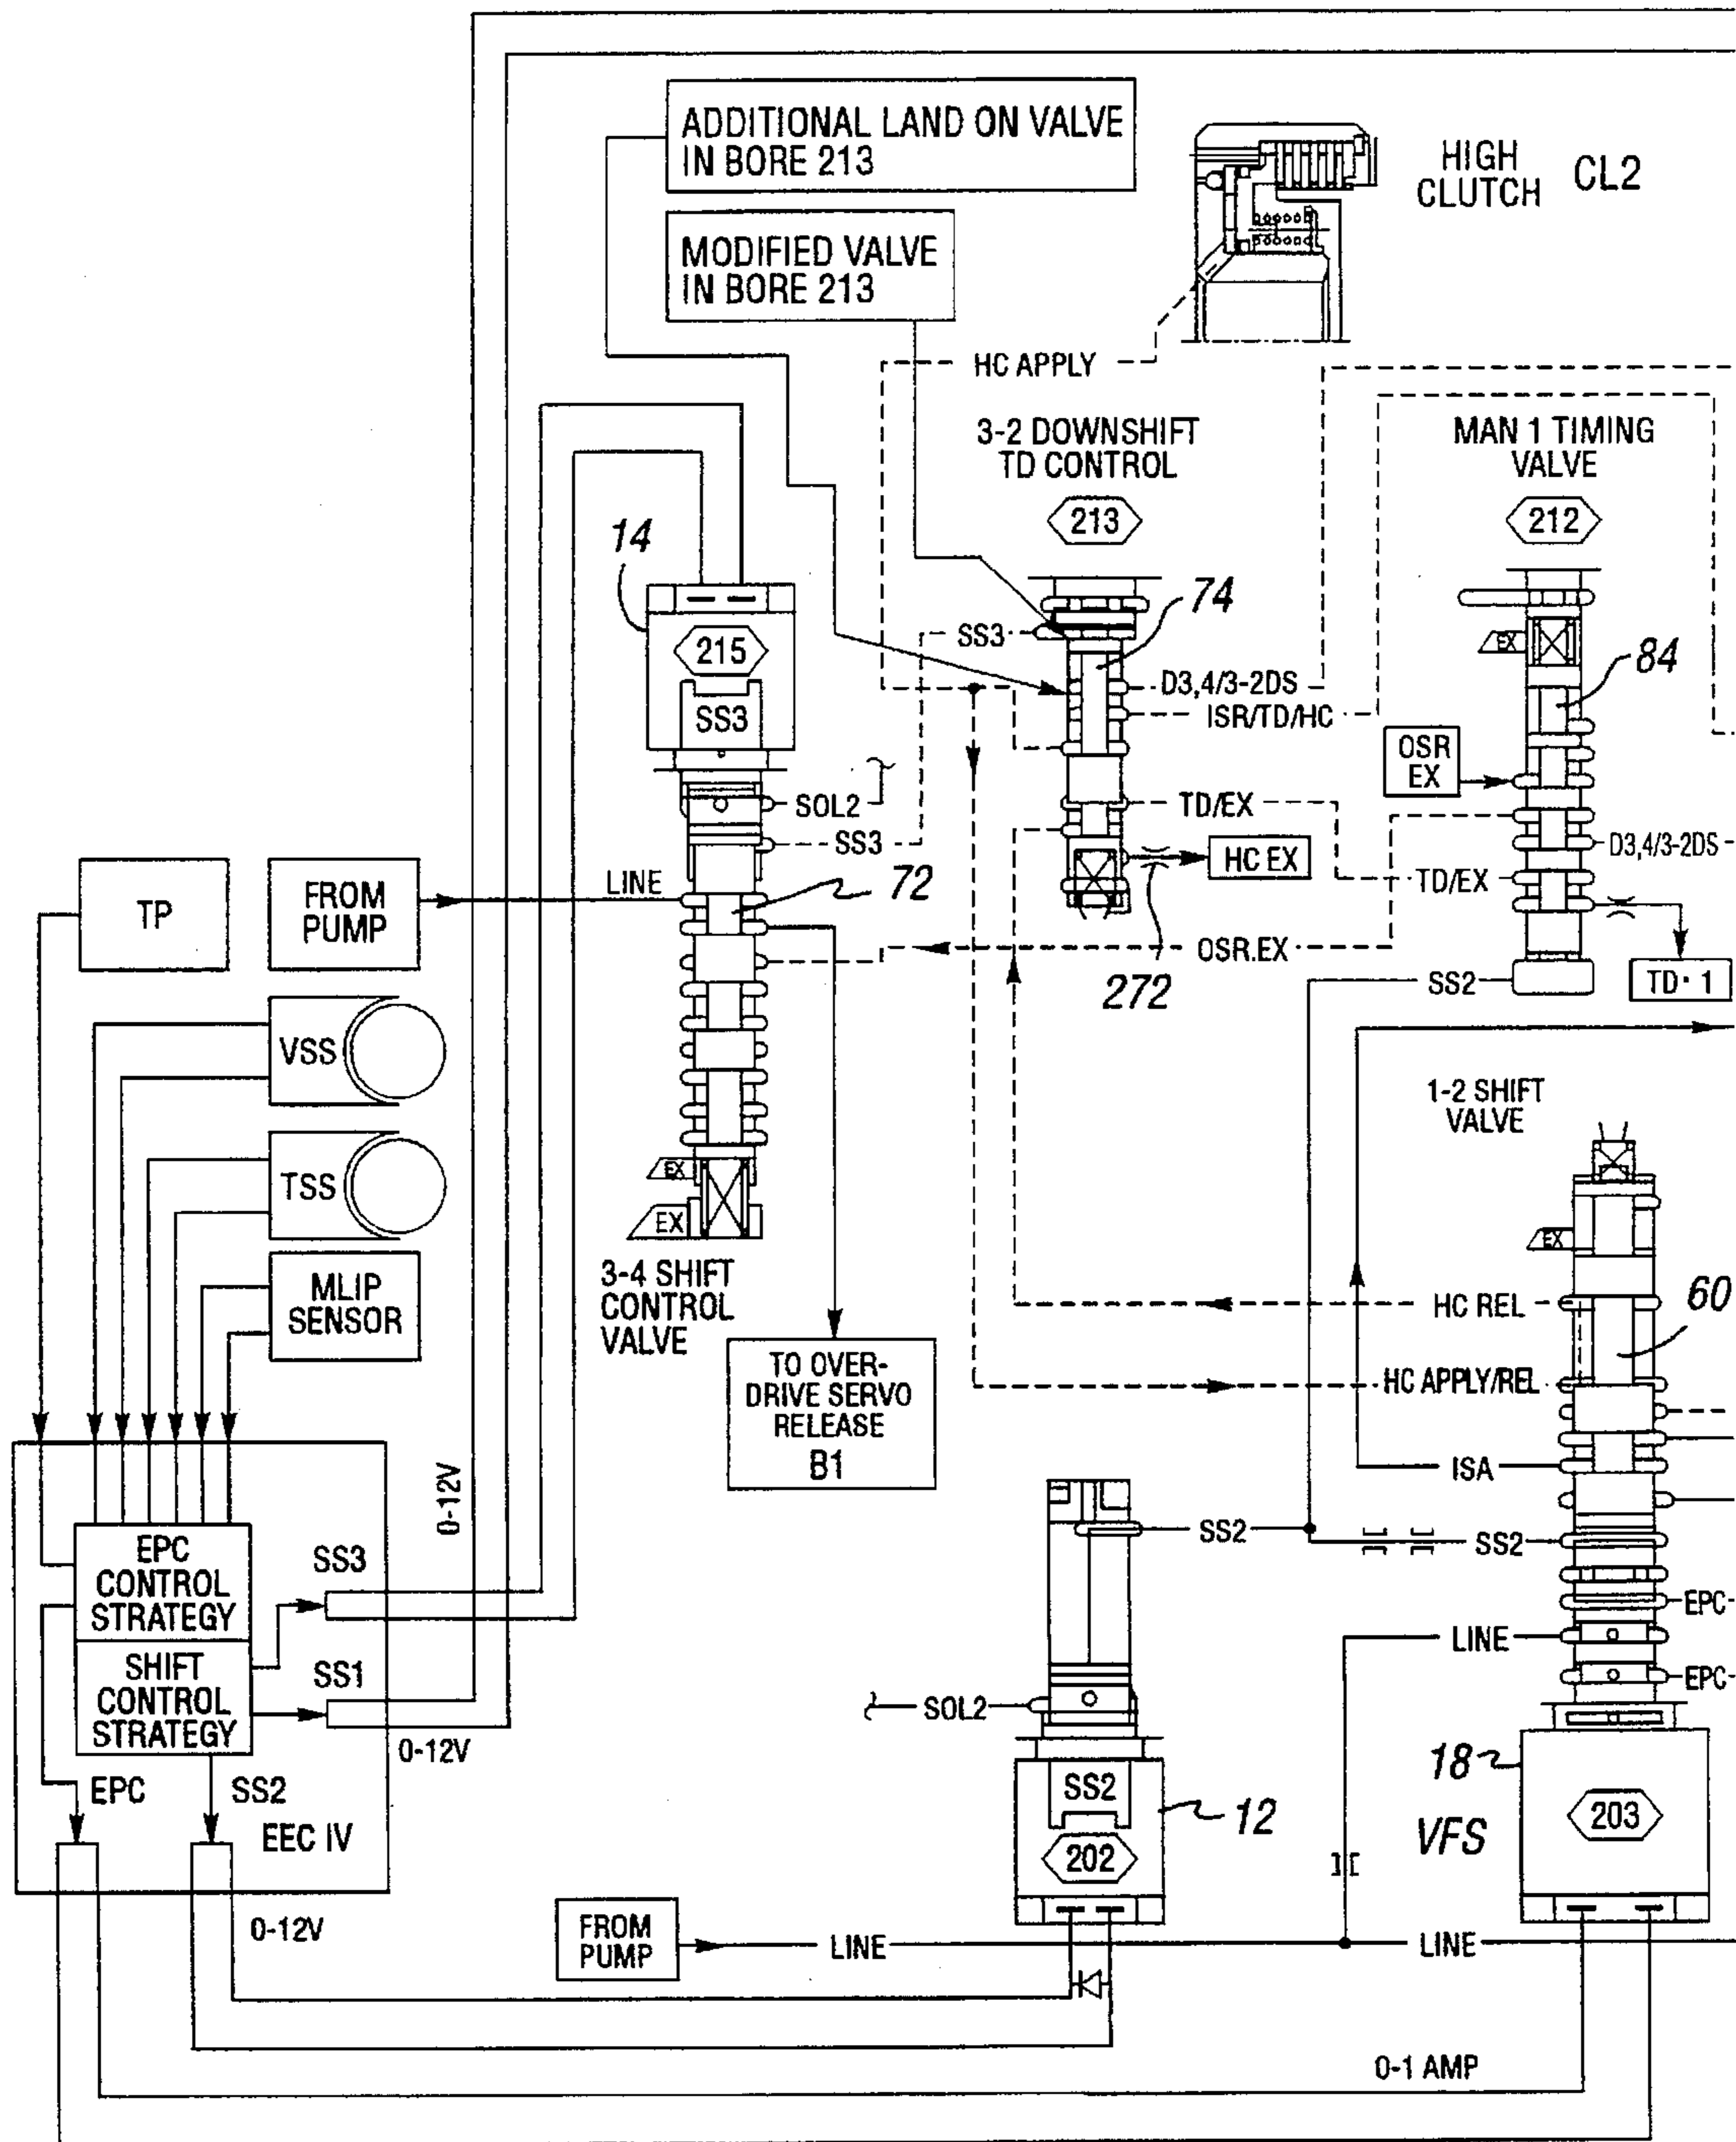 ADDITIONAL LAND ON VALVE
IN BORE 213
HIGH
CLUTCH
CL2
MODIFIED VALVE
IN BORE 213
HC APPLY
3-2 DOWNSHIFT
TD CONTROL
213
MAN 1 TIMING
VALVE
212
14
215
SS3
SS3
74
EX
84
D3,4/3-2DS
ISR/TD/HC
OSR
EX
SOL2
SS3
TD/EX
HC EX
D3,4/3-2DS
TD/EX
TP
FROM
PUMP
LINE
72
OSR.EX
272
SS2
TD · 1
VSS
1-2 SHIFT
VALVE
TSS
EX
EX
EX
MLIP
SENSOR
3-4 SHIFT
CONTROL
VALVE
HC REL
60
TO OVER-
DRIVE SERVO
RELEASE
B1
HC APPLY/REL
ISA
0-12V
EPC
CONTROL
STRATEGY
SS3
SS2
SS2
EPC
LINE
EPC
SHIFT
CONTROL
STRATEGY
SS1
0-12V
SOL2
EPC
SS2
EEC IV
SS2
12
202
18
VFS
203
0-12V
FROM
PUMP
LINE
LINE
0-1 AMP